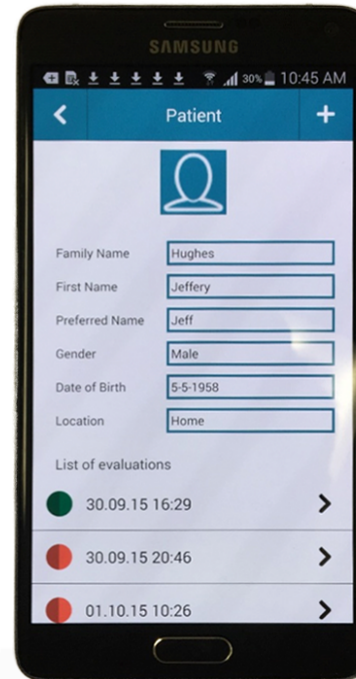 SAMSUNG
30% 10:45 AM
Patient
Family Name Hughes
First Name Jeffery
Preferred Name Jeff
Gender Male
Date of Birth 5-5-1958
Location Home
List of evaluations
30.09.15 16:29
30.09.15 20:46
01.10.15 10:26